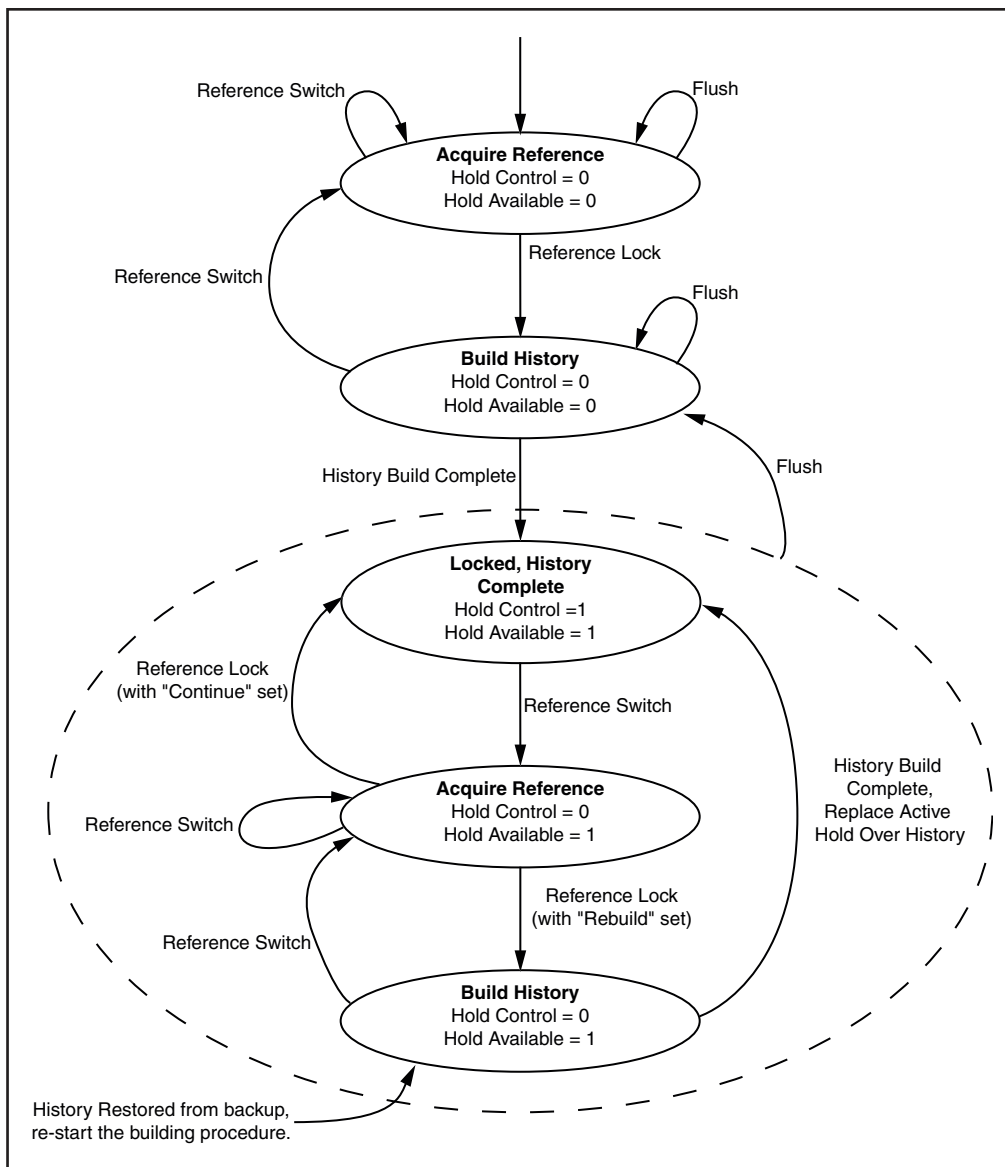 Reference Switch
Flush
Acquire Reference
Hold Control = 0
Hold Available = 0
Reference Lock
Reference Switch
Flush
Build History
Hold Control = 0
Hold Available = 0
History Build Complete
Flush
Locked, History
Complete
Hold Control =1
Hold Available = 1
Reference Lock
(with "Continue" set)
Reference Switch
Acquire Reference
Hold Control = 0
Hold Available = 1
Reference Switch
History Build
Complete,
Replace Active
Hold Over History
Reference Lock
(with "Rebuild" set)
Reference Switch
Build History
Hold Control = 0
Hold Available = 1
History Restored from backup,
re-start the building procedure.